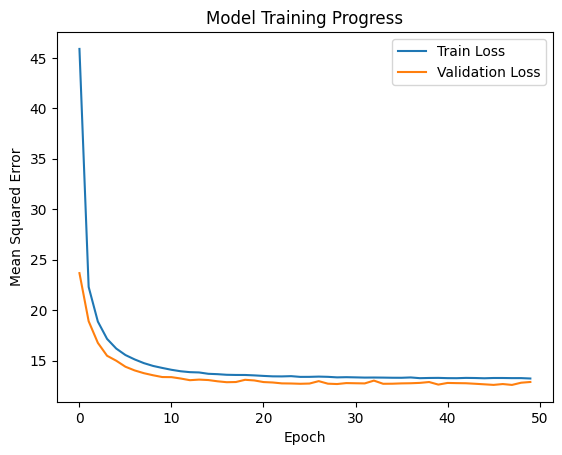 Model Training Progress
45
40
35
30
25
20
15
Mean Squared Error
Train Loss
Validation Loss
0
10
20
30
40
50
Epoch